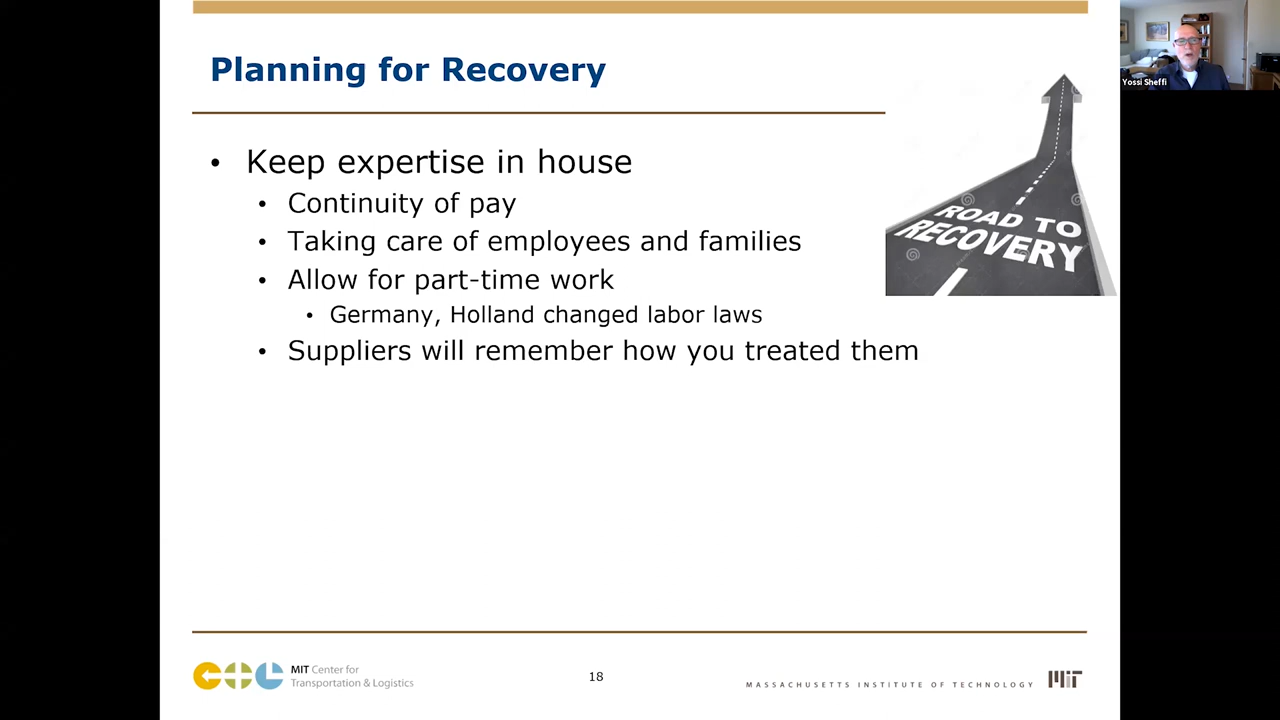 Planning for Recovery
Yossi Sheffi
• Keep expertise in house
• Continuity of pay
• Taking care of employees and families
• Allow for part-time work
• Germany, Holland changed labor laws
• Suppliers will remember how you treated them
ROAD TO
RECOVERY
MIT Center for
Transportation & Logistics
18
MASSACHUSETTS INSTITUTE OF TECHNOLOGY
MIT